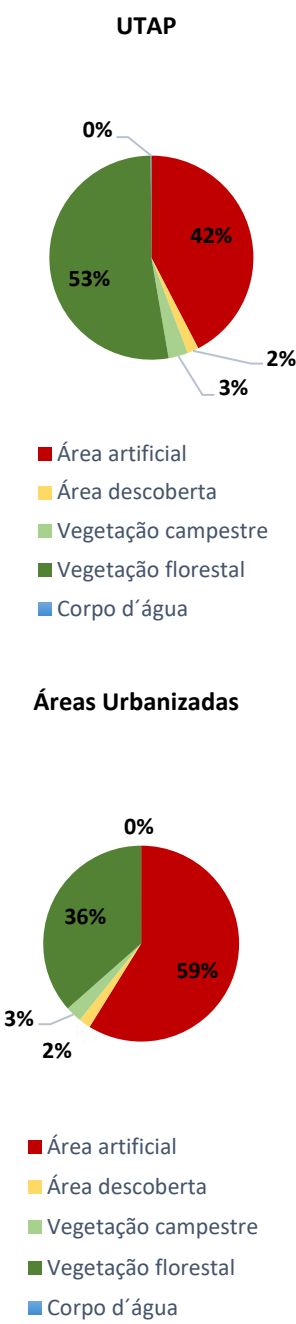 UTAP
0%
42%
53%
2%
3%
Área artificial
Área descoberta
Vegetação campestre
Vegetação florestal
Corpo d´água
Áreas Urbanizadas
0%
36%
59%
3%
2%
Área artificial
Área descoberta
Vegetação campestre
Vegetação florestal
Corpo d´água